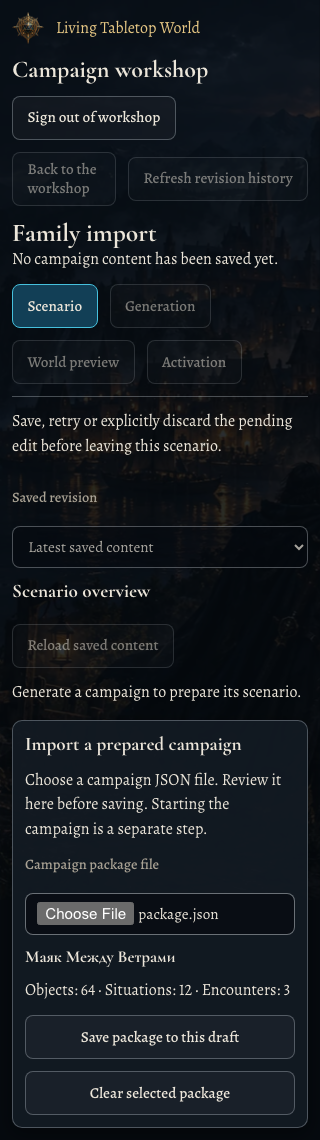 Living Tabletop World
Campaign workshop
Sign out of workshop
Back to the
workshop
Refresh revision history
Family import
No campaign content has been saved yet.
Scenario
Generation
World preview
Activation
Save, retry or explicitly discard the pending
edit before leaving this scenario.
Saved revision
Latest saved content
Scenario overview
Reload saved content
Generate a campaign to prepare its scenario.
Import a prepared campaign
Choose a campaign JSON file. Review it
here before saving. Starting the
campaign is a separate step.
Campaign package file
Choose File package.json
Маяк Между Ветрами
Objects: 64 · Situations: 12 · Encounters: 3
Save package to this draft
Clear selected package